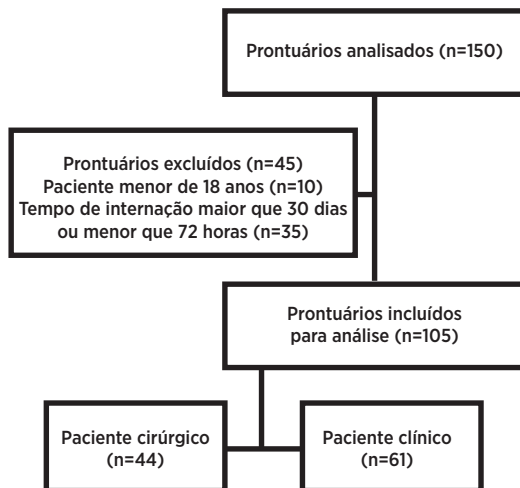 Prontuários analisados (n=150)
Prontuários excluídos (n=45)
Paciente menor de 18 anos (n=10)
Tempo de internação maior que 30 dias
ou menor que 72 horas (n=35)
Prontuários incluídos
para análise (n=105)
Paciente cirúrgico
(n=44)
Paciente clínico
(n=61)